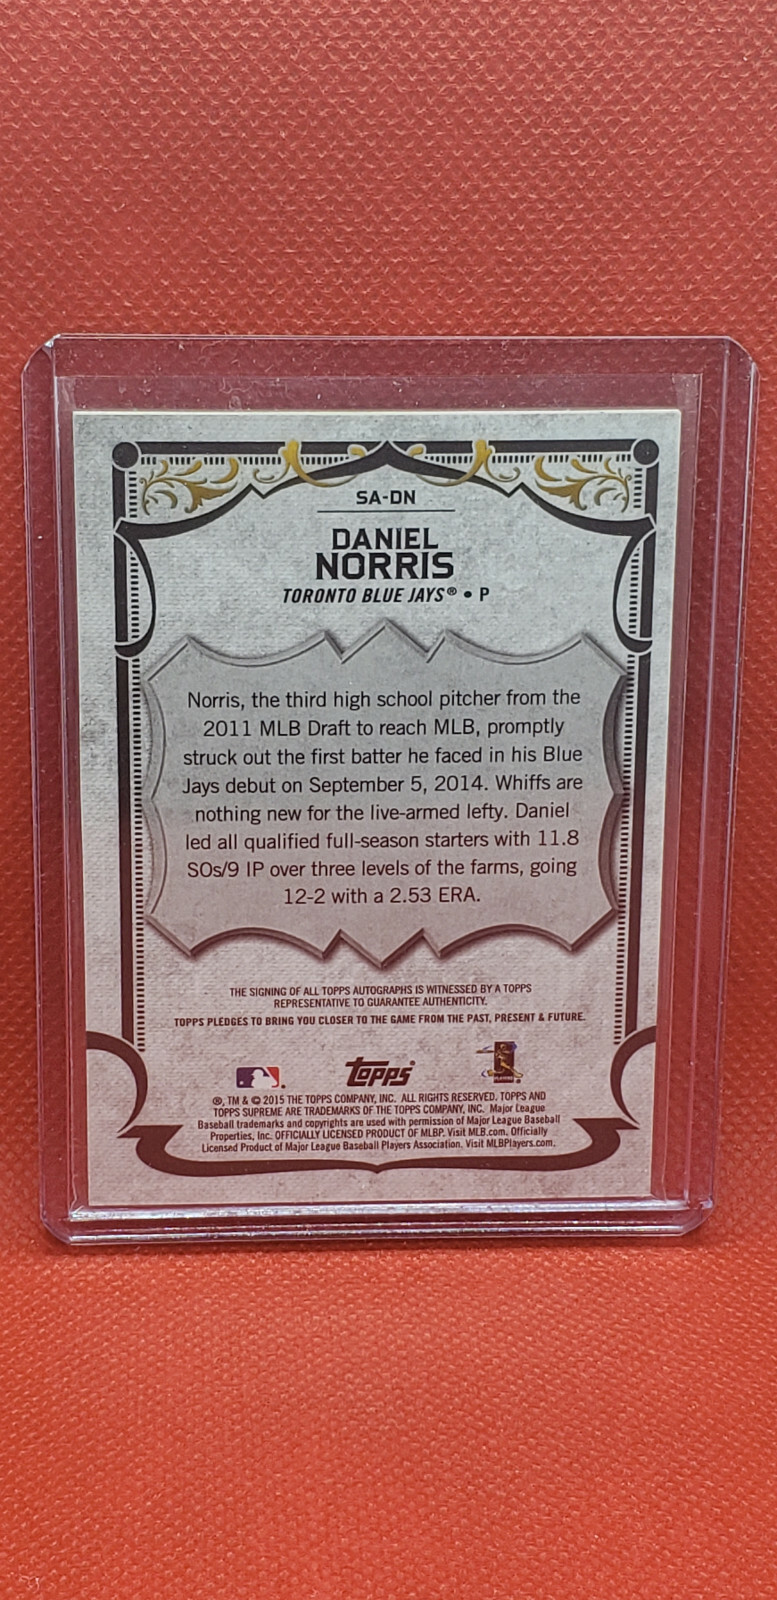 SA-DN
DANIEL
NORRIS
TORONTO BLUE JAYS® • P
Norris, the third high school pitcher from the
2011 MLB Draft to reach MLB, promptly
struck out the first batter he faced in his Blue
Jays debut on September 5, 2014. Whiffs are
nothing new for the live-armed lefty. Daniel
led all qualified full-season starters with 11.8
SOs/9 IP over three levels of the farms, going
12-2 with a 2.53 ERA.
THE SIGNING OF ALL TOPPS AUTOGRAPHS IS WITNESSED BY A TOPPS
REPRESENTATIVE TO GUARANTEE AUTHENTICITY.
TOPPS PLEDGES TO BRING YOU CLOSER TO THE GAME FROM THE PAST, PRESENT & FUTURE.
Topps®
®, TM & © 2015 THE TOPPS COMPANY, INC. ALL RIGHTS RESERVED. TOPPS AND
TOPPS SUPREME ARE TRADEMARKS OF THE TOPPS COMPANY, INC. Major League
Baseball trademarks and copyrights are used with permission of Major League Baseball
Properties, Inc. OFFICIALLY LICENSED PRODUCT OF MLBP. Visit MLB.com. Officially
Licensed Product of Major League Baseball Players Association. Visit MLBPlayers.com.